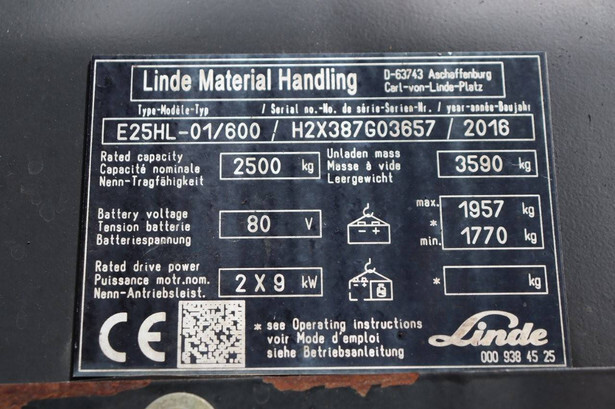 Linde Material Handling
D-63743 Aschaffenburg
Carl-von-Linde-Platz
Type-Modèle-Typ / Serial no.-No. de série-Serien-Nr. / year-année-Baujahr
E25HL-01/600 / H2X387G03657 / 2016
Rated capacity
Capacité nominale
Nenn-Tragfähigkeit
2500 kg
Unladen mass
Masse à vide
Leergewicht
3590 kg
Battery voltage
Tension batterie
Batteriespannung
80 V
max. 1957 kg
*
min. 1770 kg
Rated drive power
Puissance motr.nom.
Nenn-Antriebsleist.
2 X 9 kW
* kg
CE
* see Operating instructions
voir Mode d'emploi
siehe Betriebsanleitung
Linde
000 938 45 25